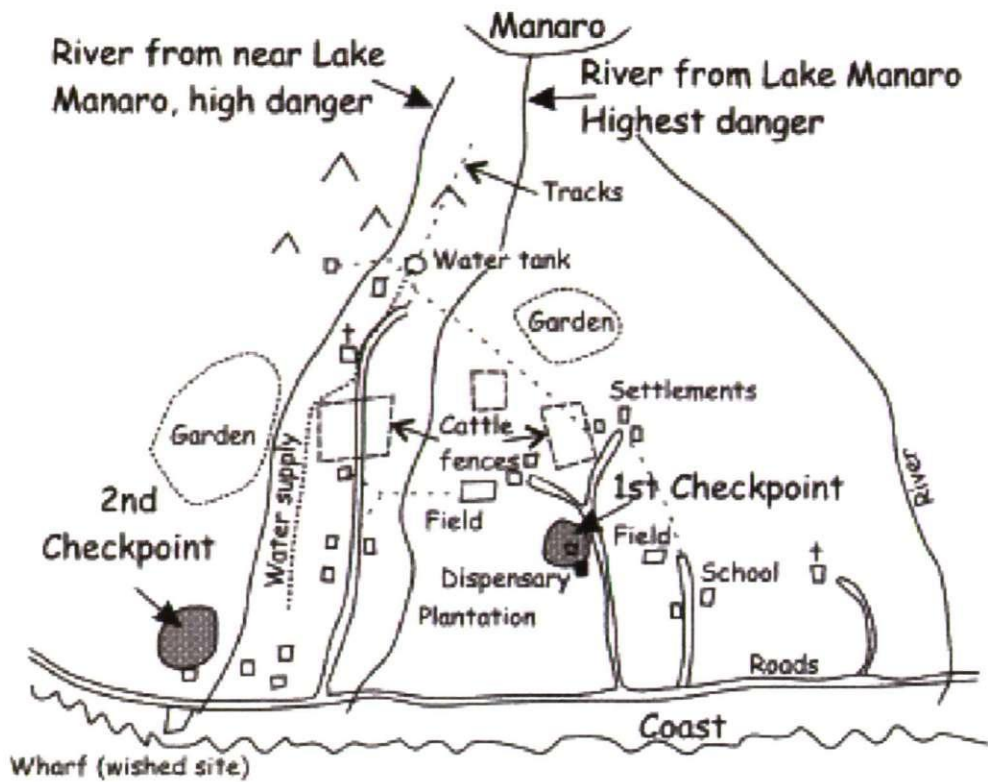 Manaro
River from near Lake
Manaro, high danger
River from Lake Manaro
Highest danger
Tracks
Water tank
Garden
Settlements
Garden
Cattle
fences
Water supply
2nd
Checkpoint
1st Checkpoint
Field
Field
River
Dispensary
School
Plantation
Roads
Coast
Wharf (wished site)